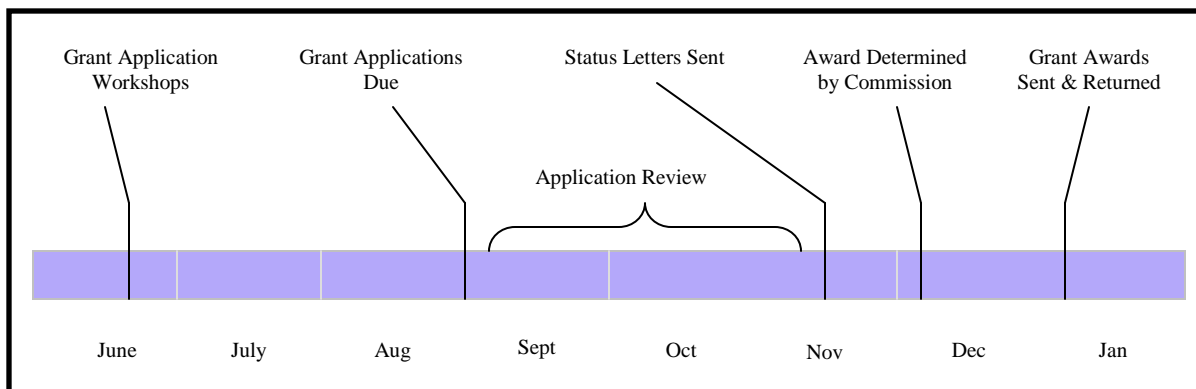 Grant Application
Workshops
Grant Applications
Due
Status Letters Sent
Award Determined
by Commission
Grant Awards
Sent & Returned
Application Review
June
July
Aug
Sept
Oct
Nov
Dec
Jan